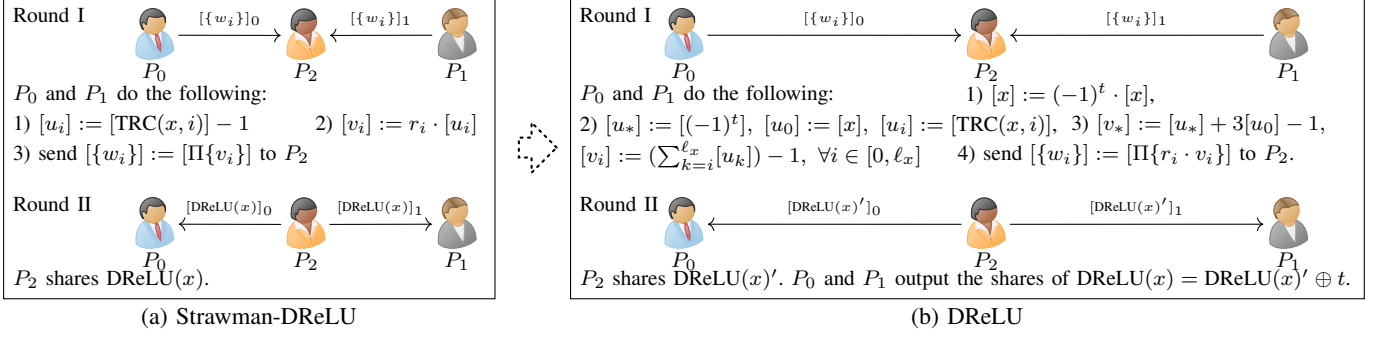 Round I
[{w_i}]_0
[{w_i}]_1
P_0
P_2
P_1
P_0 and P_1 do the following:
1) [u_i] := [TRC(x, i)] − 1
2) [v_i] := r_i · [u_i]
3) send [{w_i}] := [Π{v_i}] to P_2
Round II
[DReLU(x)]_0
[DReLU(x)]_1
P_0
P_2
P_1
P_2 shares DReLU(x).
(a) Strawman-DReLU
Round I
[{w_i}]_0
[{w_i}]_1
P_0
P_2
P_1
P_0 and P_1 do the following:
1) [x] := (−1)^t · [x],
2) [u_*] := [(−1)^t], [u_0] := [x], [u_i] := [TRC(x, i)], 3) [v_*] := [u_*] + 3[u_0] − 1,
[v_i] := (∑_{k=i}^{ℓ_x} [u_k]) − 1, ∀i ∈ [0, ℓ_x]
4) send [{w_i}] := [Π{r_i · v_i}] to P_2.
Round II
[DReLU(x)′]_0
[DReLU(x)′]_1
P_0
P_2
P_1
P_2 shares DReLU(x)′. P_0 and P_1 output the shares of DReLU(x) = DReLU(x)′ ⊕ t.
(b) DReLU